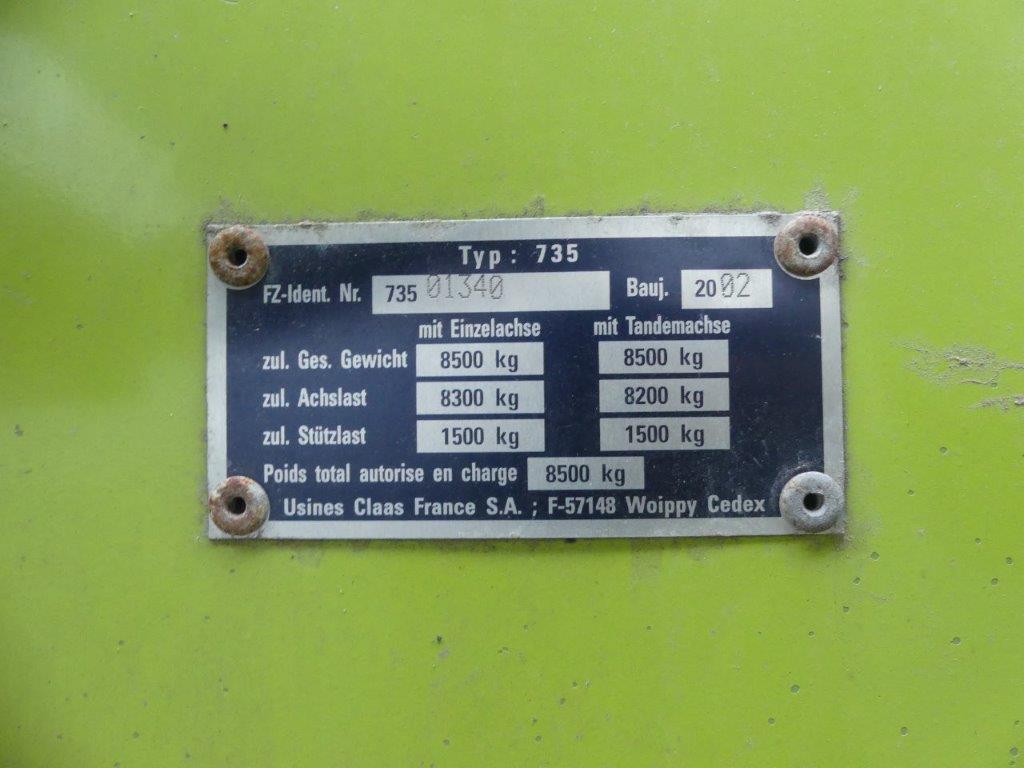 Typ: 735
FZ-Ident. Nr. 735 01340 Bauj. 2002
mit Einzelachse mit Tandemachse
zul. Ges. Gewicht 8500 kg 8500 kg
zul. Achslast 8300 kg 8200 kg
zul. Stützlast 1500 kg 1500 kg
Poids total autorise en charge 8500 kg
Usines Claas France S.A. ; F-57148 Woippy Cedex